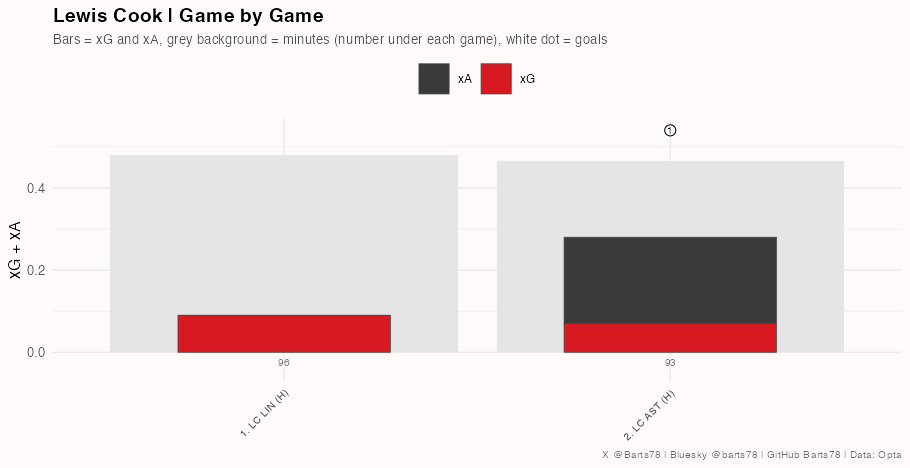 Lewis Cook | Game by Game
Bars = xG and xA, grey background = minutes (number under each game), white dot = goals
xA xG
1
xG + xA
0.4
0.2
0.0
96 93
1. LC LIN (H) 2. LC AST (H)
X @Barts78 | Bluesky @barts78 | GitHub Barts78 | Data: Opta